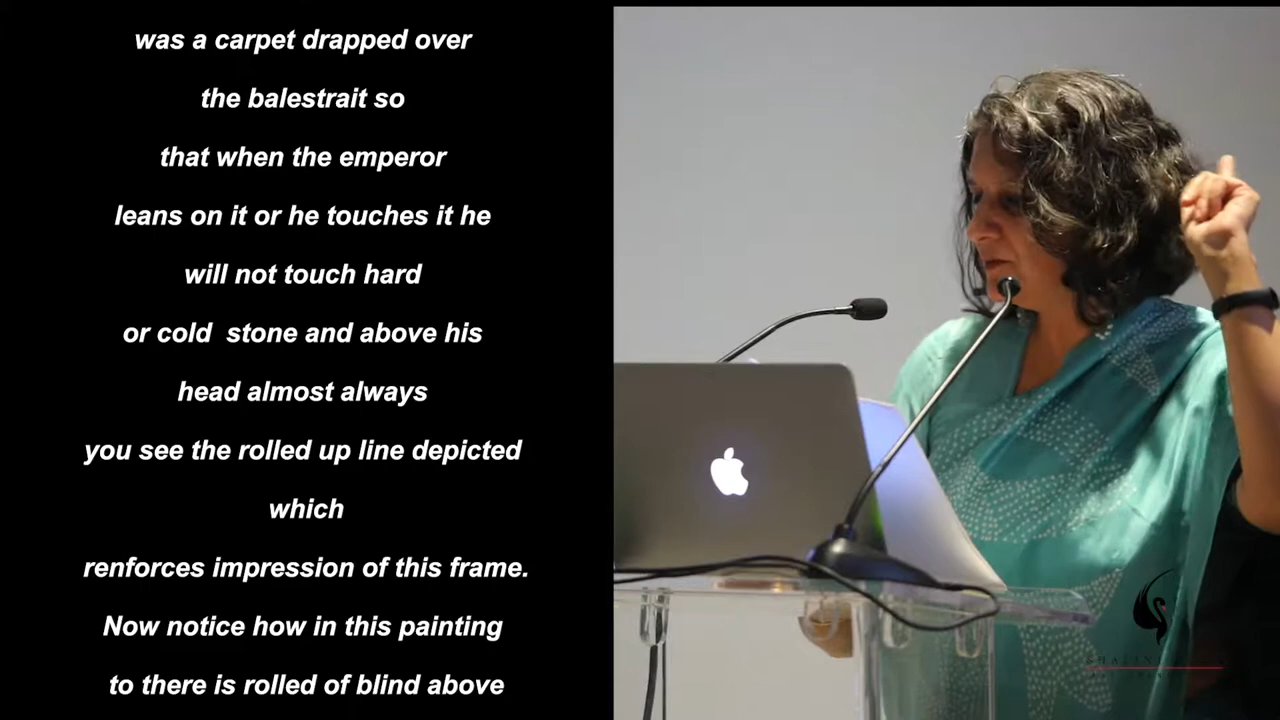 was a carpet drapped over
the balestrait so
that when the emperor
leans on it or he touches it he
will not touch hard
or cold  stone and above his
head almost always
you see the rolled up line depicted
which
renforces impression of this frame.
Now notice how in this painting
to there is rolled of blind above